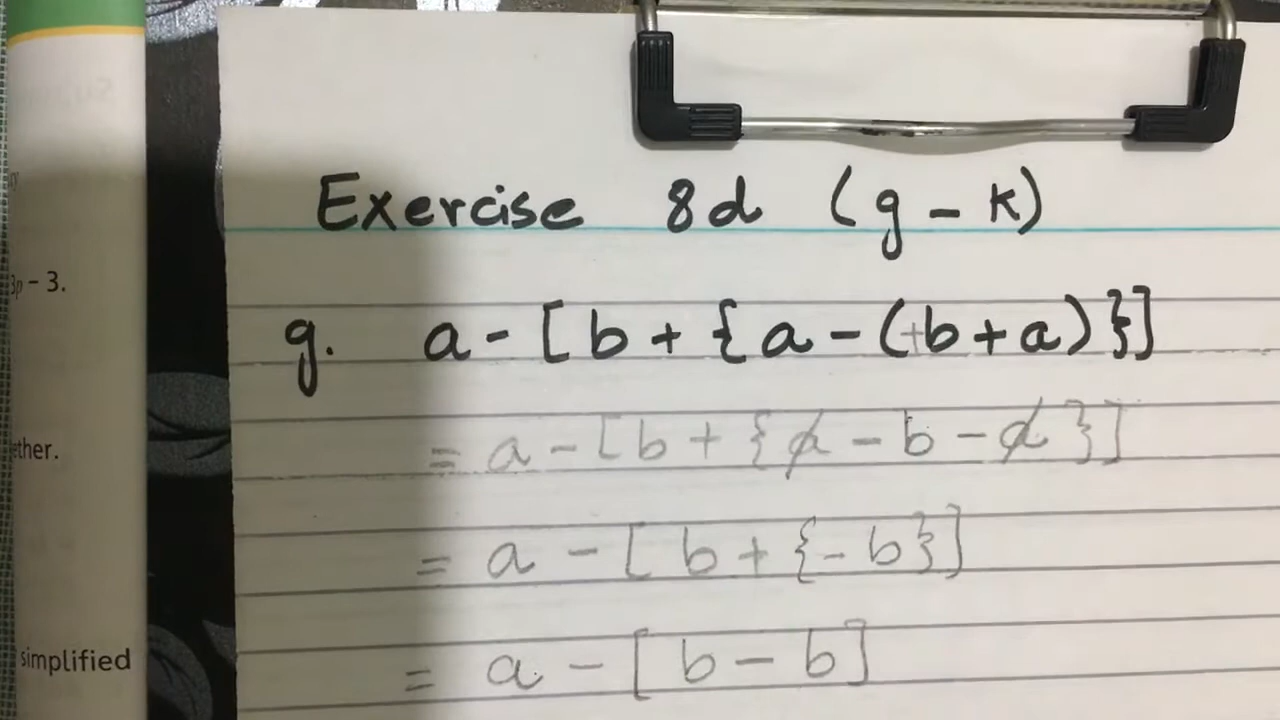 3p – 3.
ether.
simplified
Exercise 8d (g – k)
g. a - [b + {a - (+b + a)}]
= a - [b + {a - b - a}]
= a - [b + {- b}]
= a - [b - b]